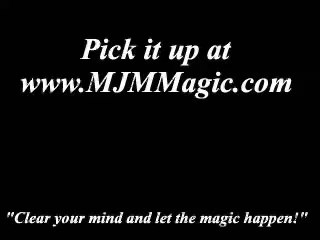 Pick it up at
www.MJMMagic.com
"Clear your mind and let the magic happen!"